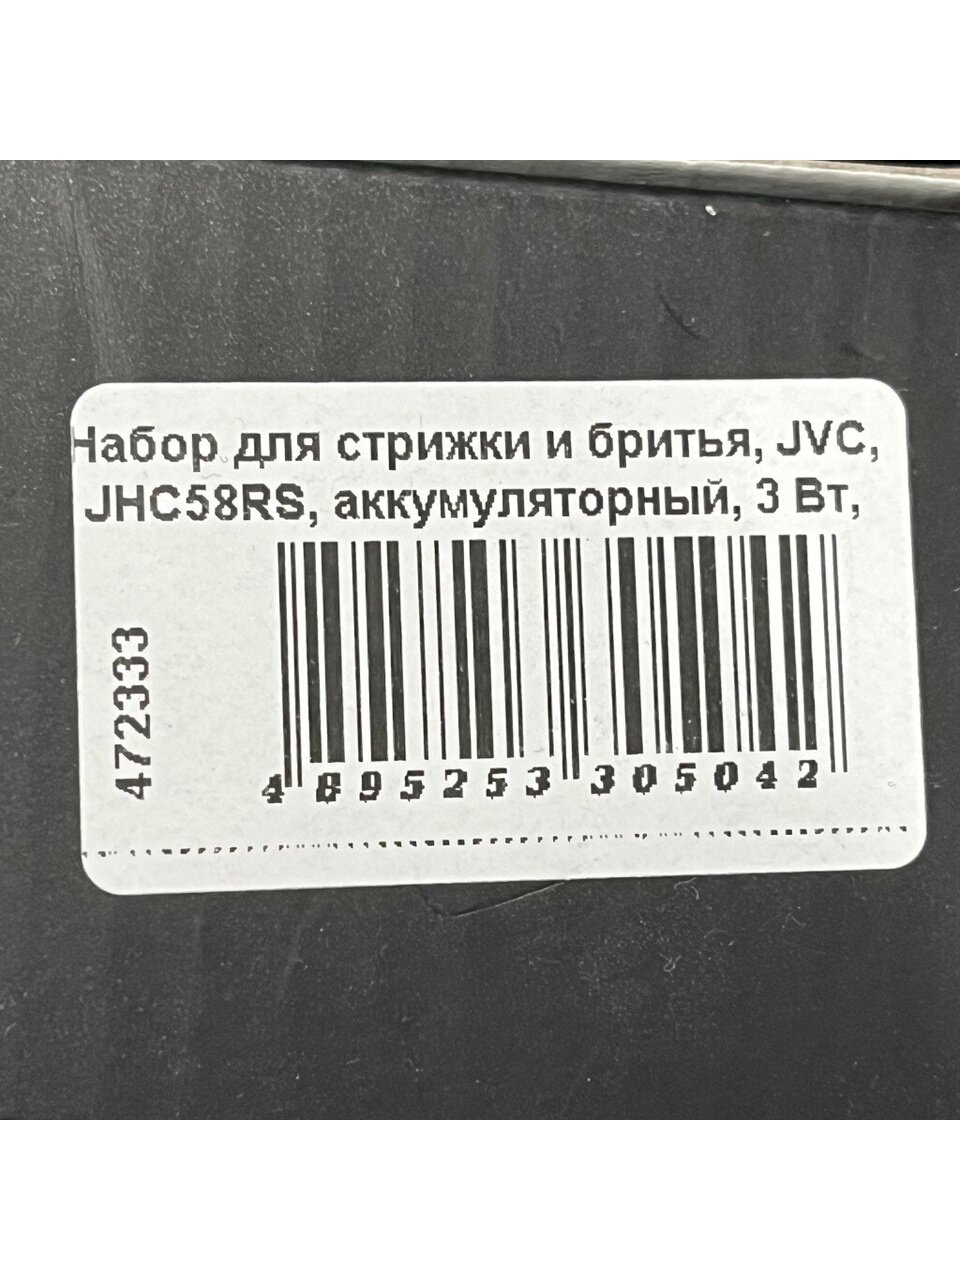 Набор для стрижки и бритья, JVC,
JHC58RS, аккумуляторный, 3 Вт,
472333
4 895253 305042